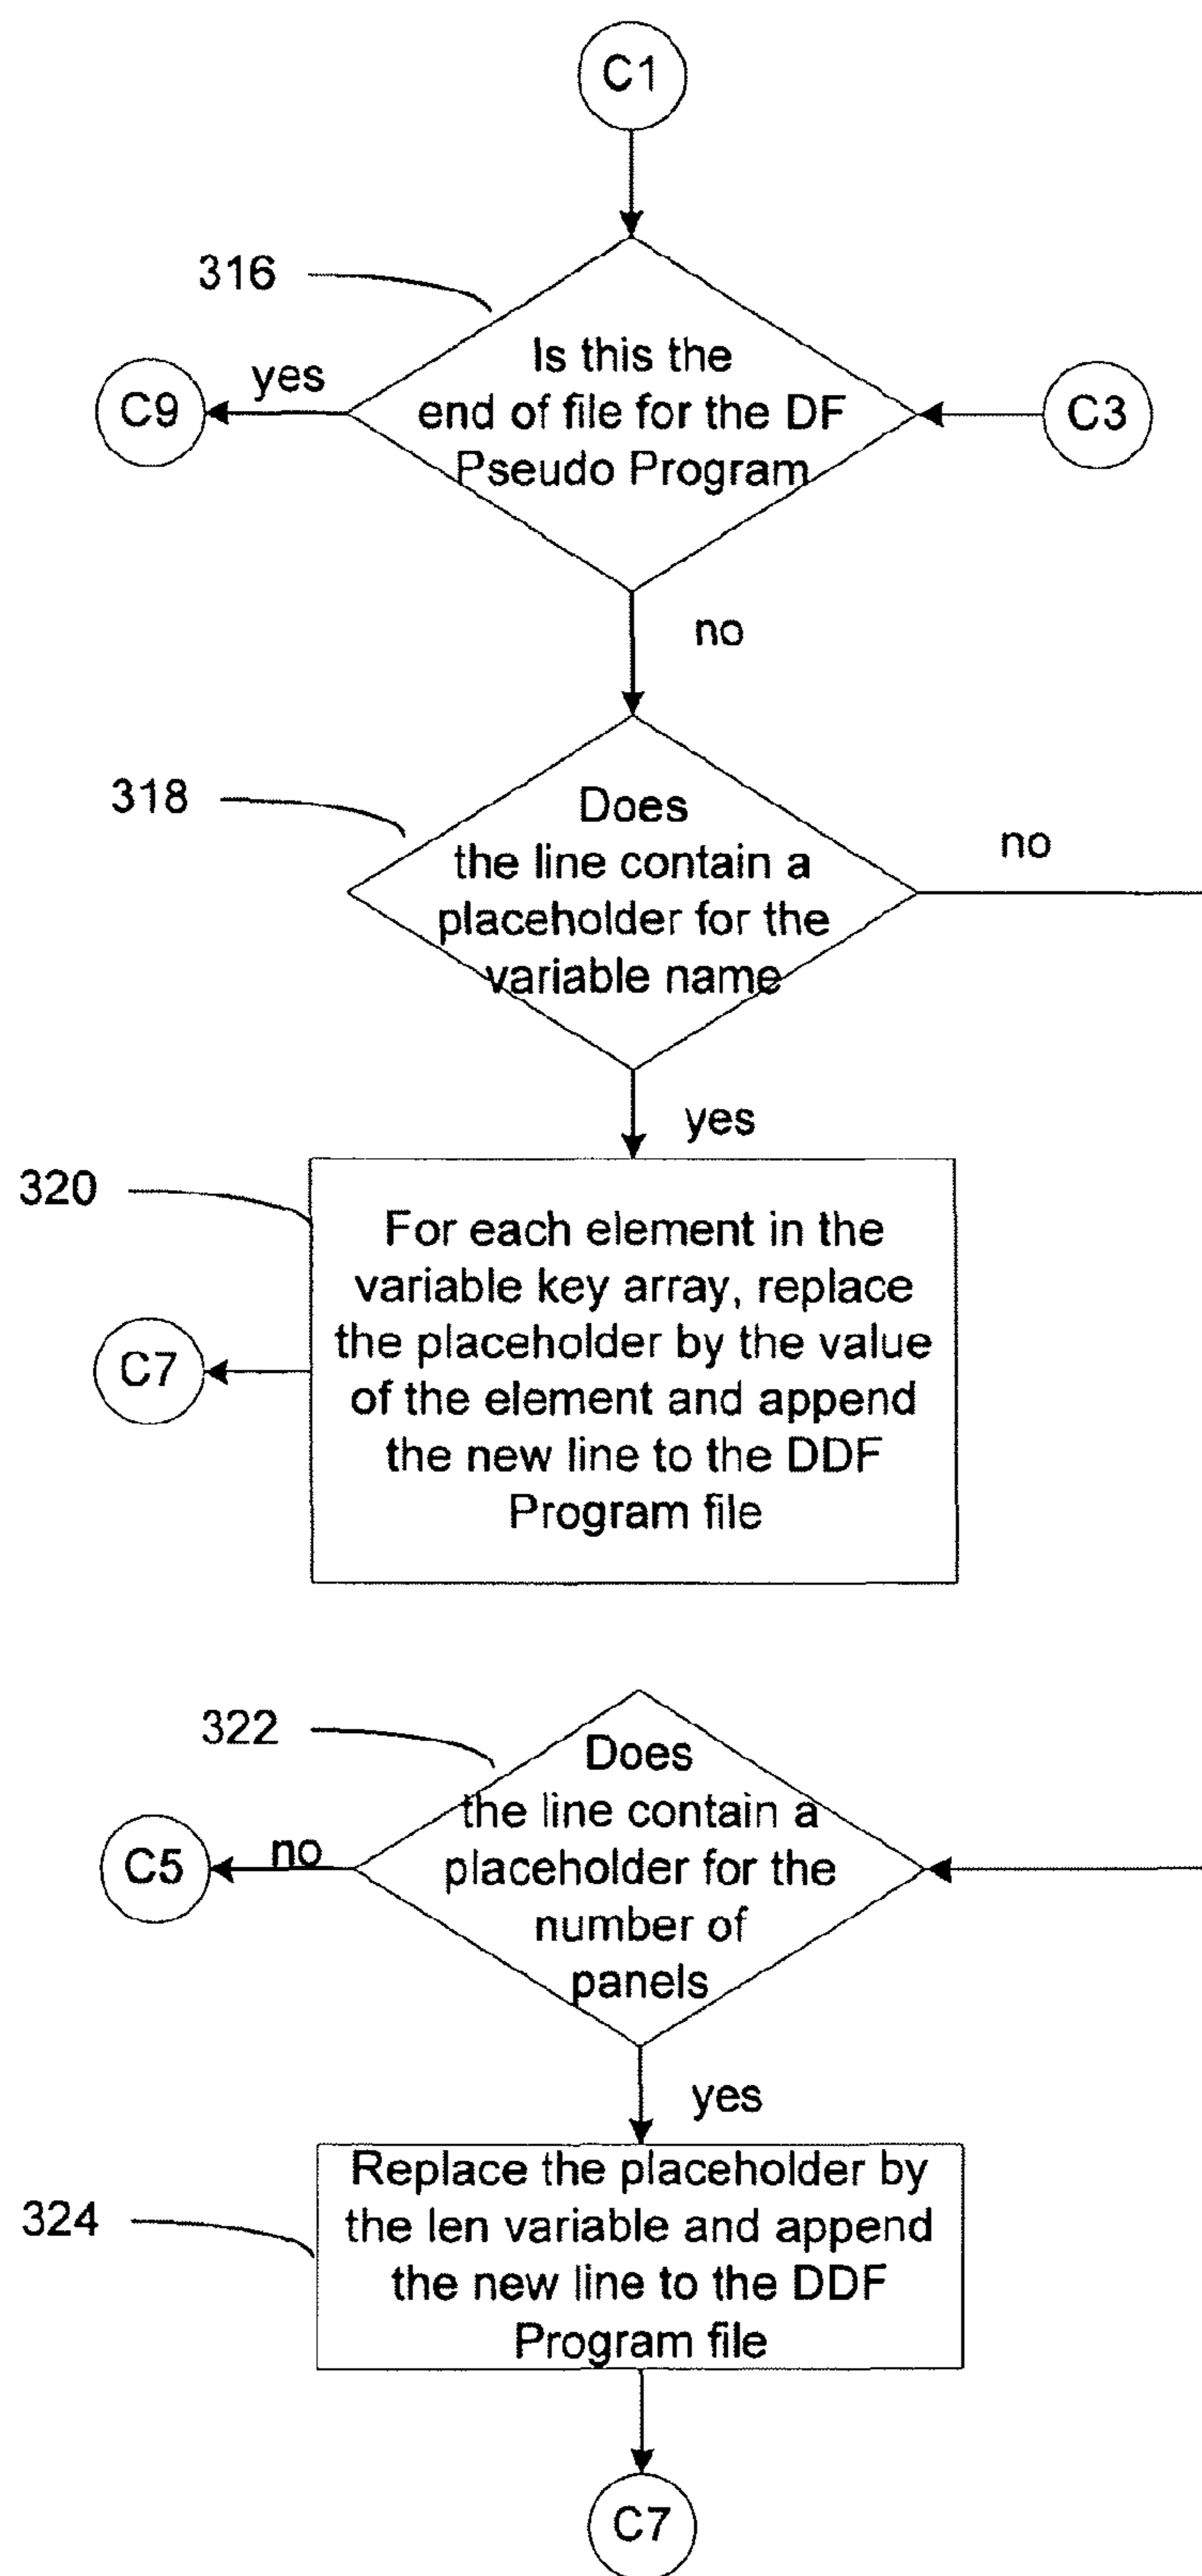 C1
316
Is this the
end of file for the DF
Pseudo Program
yes
C9
C3
no
318
Does
the line contain a
placeholder for the
variable name
no
yes
320
For each element in the
variable key array, replace
the placeholder by the value
of the element and append
the new line to the DDF
Program file
C7
322
Does
the line contain a
placeholder for the
number of
panels
no
C5
yes
324
Replace the placeholder by
the len variable and append
the new line to the DDF
Program file
C7